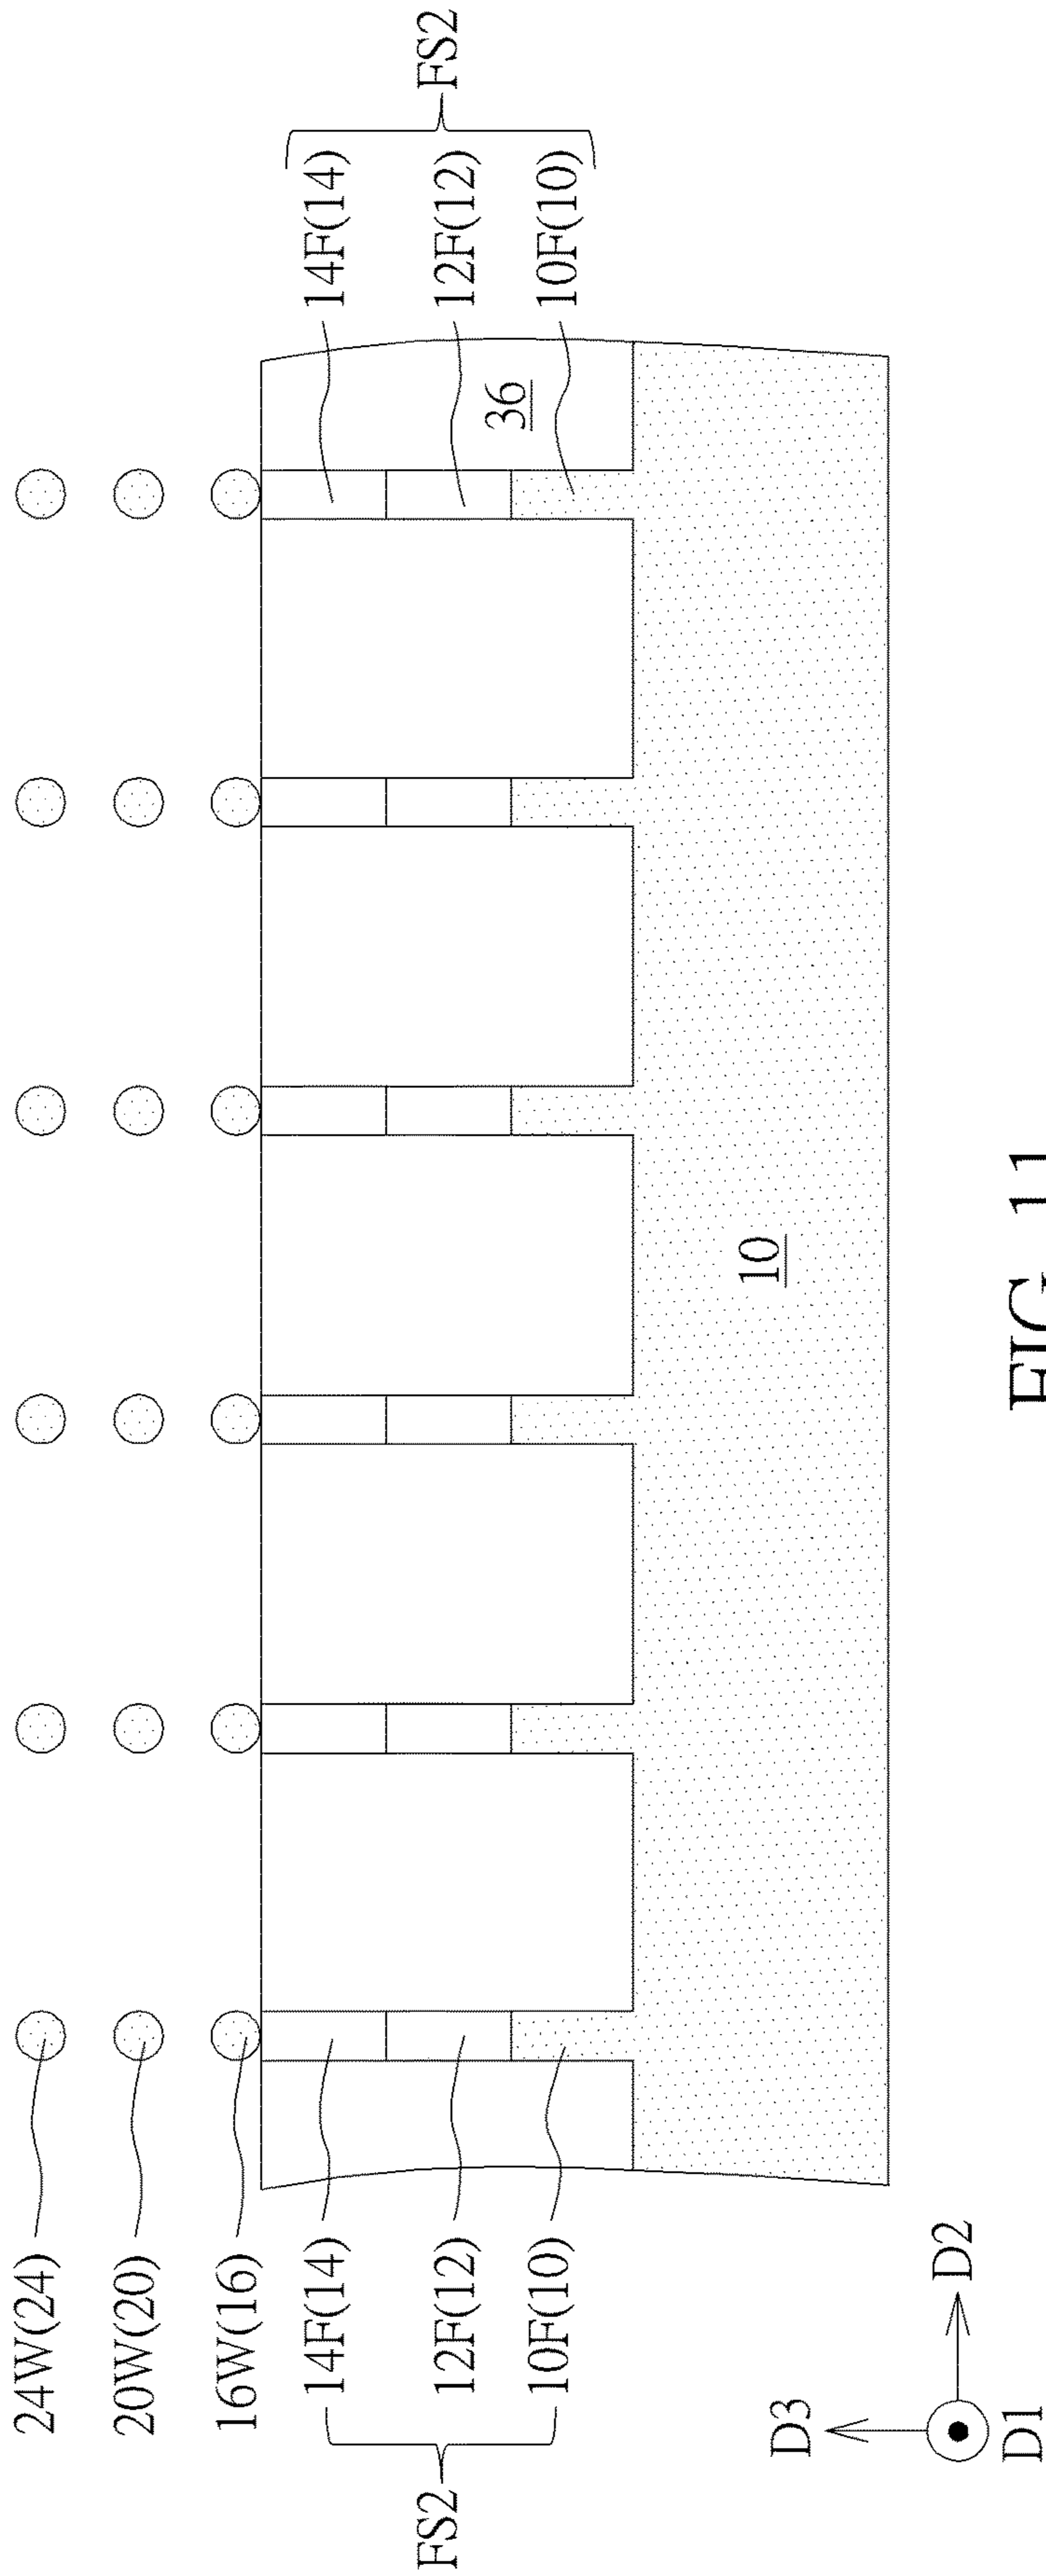 24W(24)
20W(20)
16W(16)
14F(14)
12F(12)
10F(10)
FS2
14F(14)
12F(12)
10F(10)
FS2
36
10
D3
D2
D1
FIG. 11